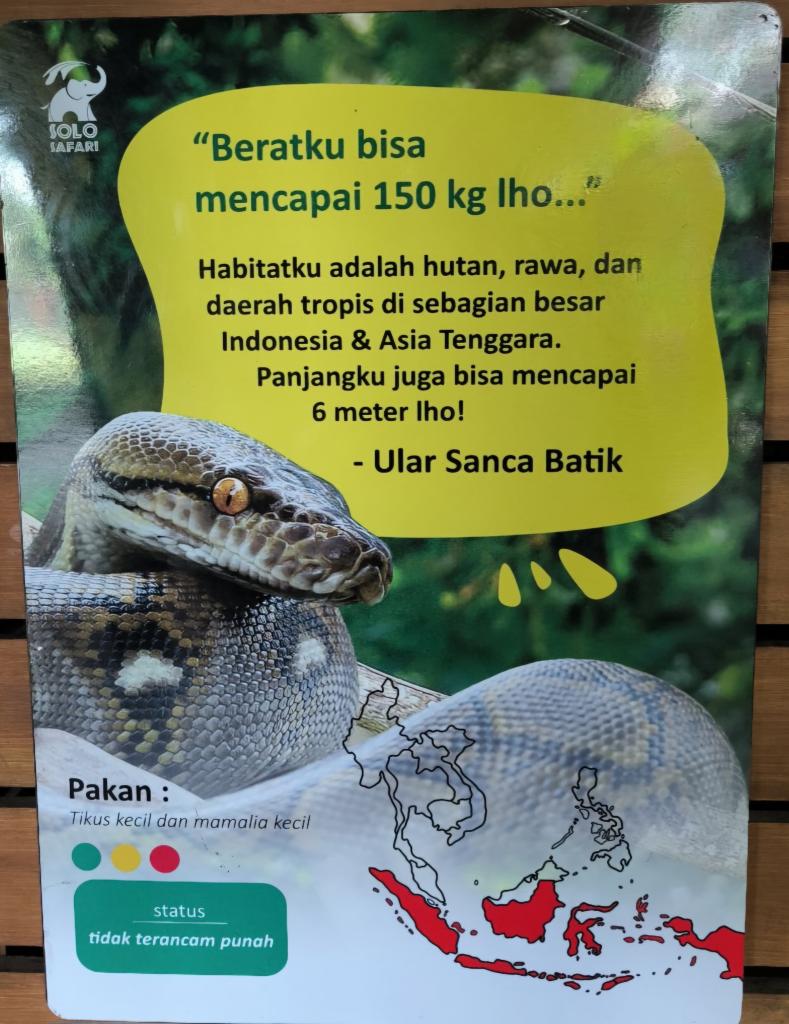 SOLO
SAFARI
“Beratku bisa
mencapai 150 kg lho...”
Habitatku adalah hutan, rawa, dan
daerah tropis di sebagian besar
Indonesia & Asia Tenggara.
Panjangku juga bisa mencapai
6 meter lho!
- Ular Sanca Batik
Pakan :
Tikus kecil dan mamalia kecil
status
tidak terancam punah